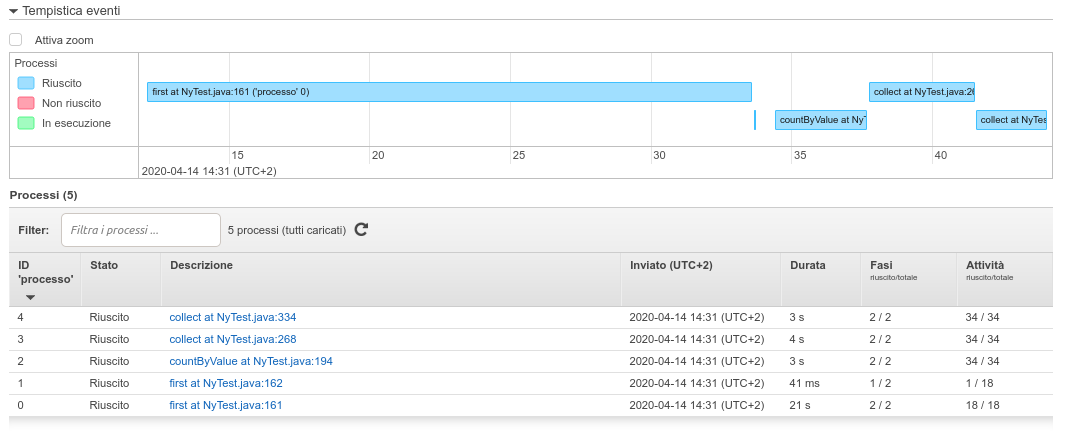 Tempistica eventi
Attiva zoom
Processi
Riuscito
Non riuscito
In esecuzione
first at NyTest.java:161 ('processo' 0)
collect at NyTest.java:26
countByValue at NyT
collect at NyTes
15 20 25 30 35 40
2020-04-14 14:31 (UTC+2)
Processi (5)
Filter: Filtra i processi ... 5 processi (tutti caricati)
ID 'processo' Stato Descrizione Inviato (UTC+2) Durata Fasi riuscito/totale Attività riuscito/totale
4 Riuscito collect at NyTest.java:334 2020-04-14 14:31 (UTC+2) 3 s 2 / 2 34 / 34
3 Riuscito collect at NyTest.java:268 2020-04-14 14:31 (UTC+2) 4 s 2 / 2 34 / 34
2 Riuscito countByValue at NyTest.java:194 2020-04-14 14:31 (UTC+2) 3 s 2 / 2 34 / 34
1 Riuscito first at NyTest.java:162 2020-04-14 14:31 (UTC+2) 41 ms 1 / 2 1 / 18
0 Riuscito first at NyTest.java:161 2020-04-14 14:31 (UTC+2) 21 s 2 / 2 18 / 18